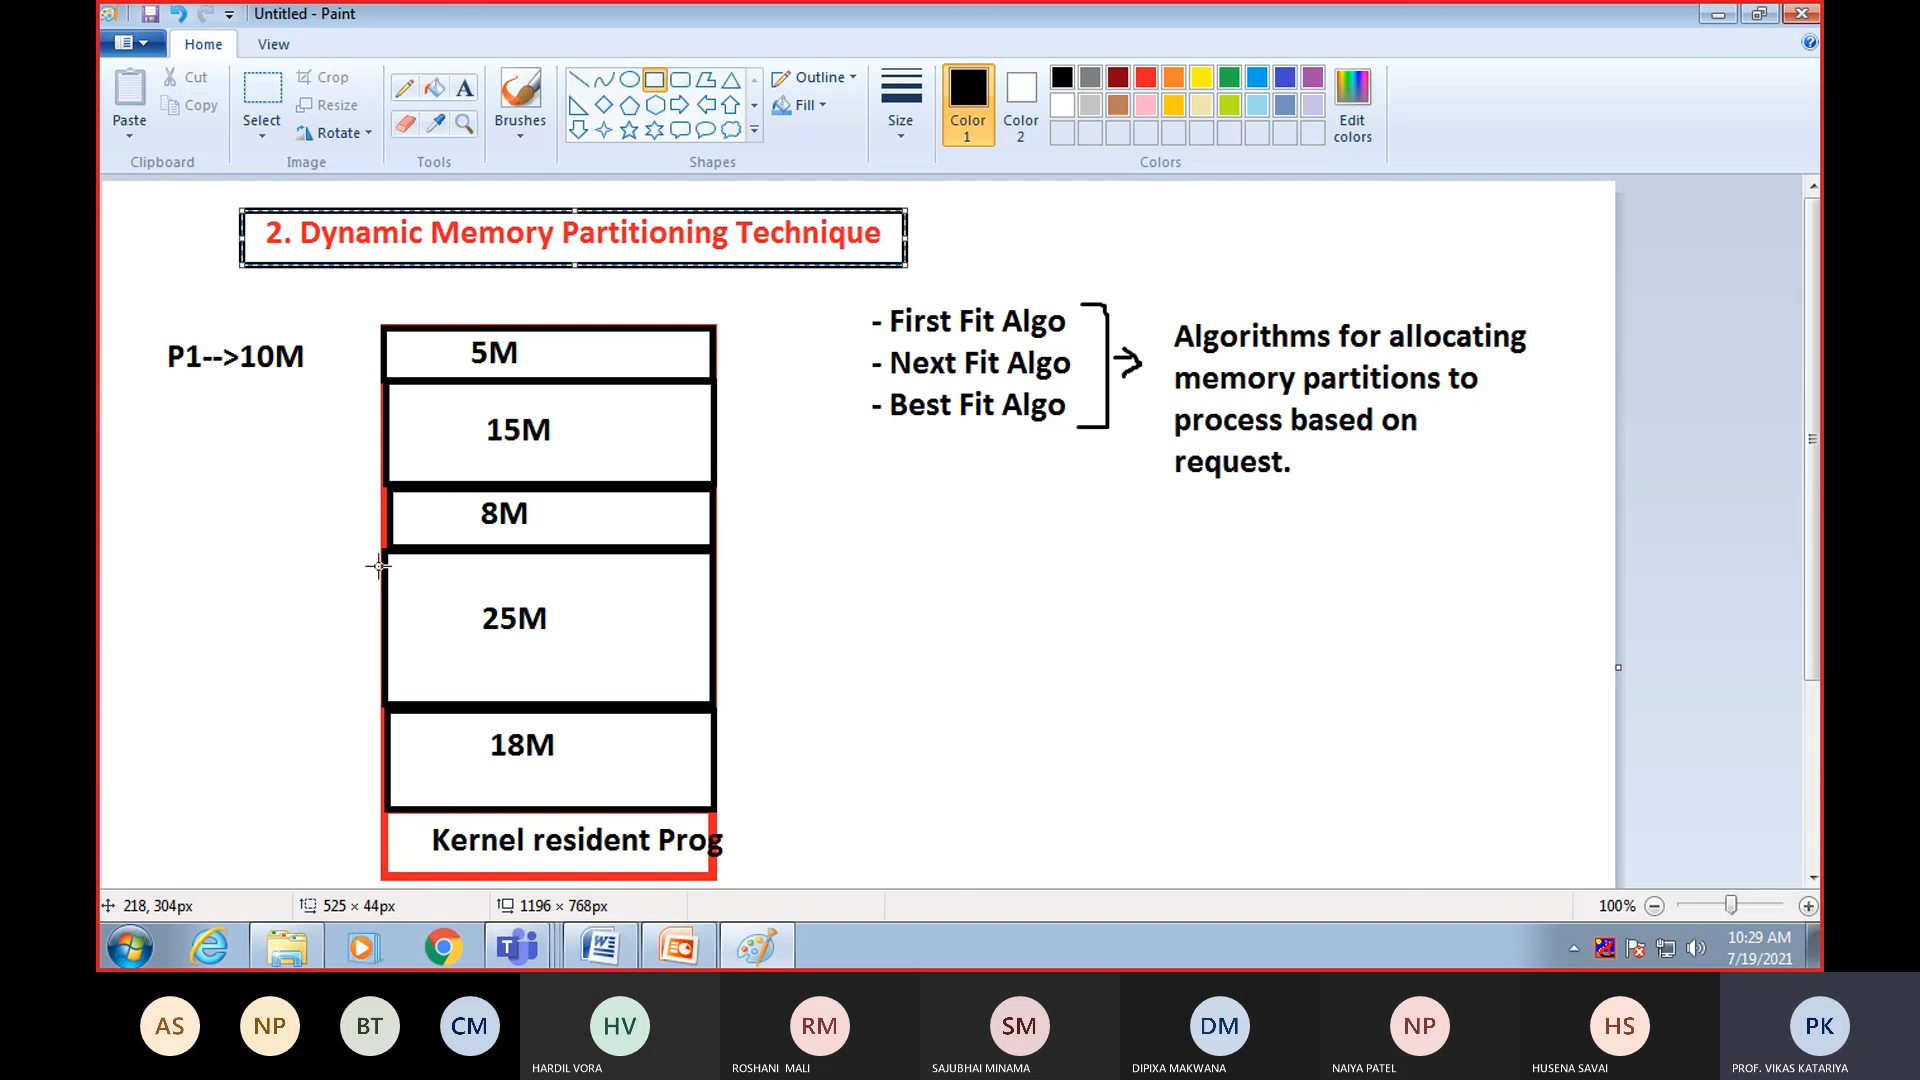 Untitled - Paint
Home
View
Paste
Cut
Copy
Clipboard
Select
Crop
Resize
Rotate
Image
A
Tools
Brushes
Shapes
Outline
Fill
Size
Color
1
Color
2
Edit
colors
Colors
2. Dynamic Memory Partitioning Technique
P1-->10M
5M
15M
8M
25M
18M
Kernel resident Prog
- First Fit Algo
- Next Fit Algo
- Best Fit Algo
Algorithms for allocating
memory partitions to
process based on
request.
218, 304px
525 × 44px
1196 × 768px
100%
10:29 AM
7/19/2021
AS
NP
BT
CM
HV
HARDIL VORA
RM
ROSHANI MALI
SM
SAJUBHAI MINAMA
DM
DIPIXA MAKWANA
NP
NAIYA PATEL
HS
HUSENA SAVAI
PK
PROF. VIKAS KATARIYA